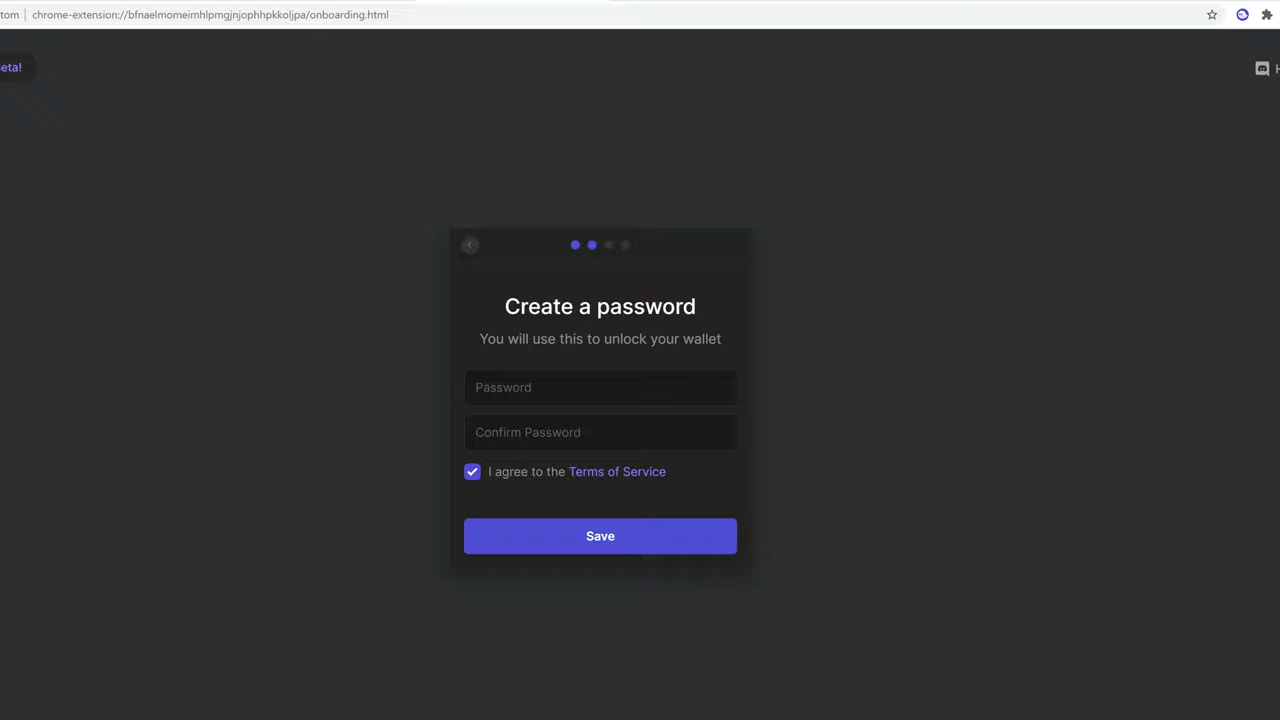 tom | chrome-extension://bfnaelmomeimhlpmgjnjophhpkkoljpa/onboarding.html
eta!
H
Create a password
You will use this to unlock your wallet
Password
Confirm Password
I agree to the Terms of Service
Save